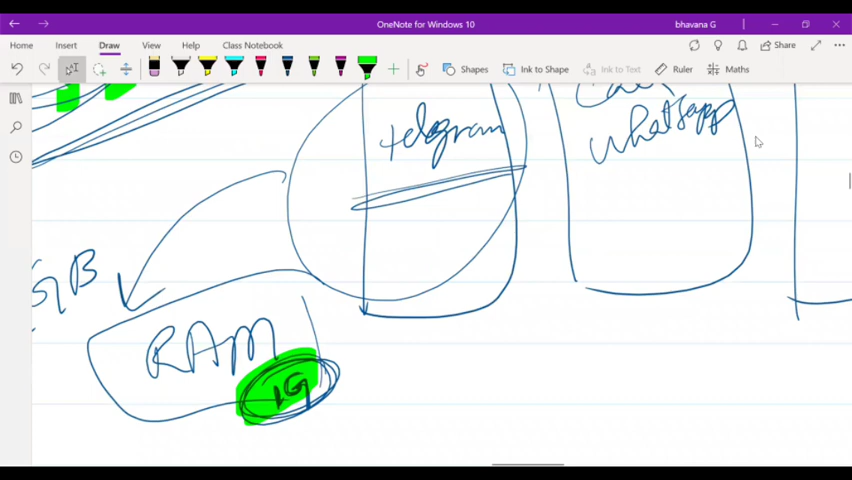 OneNote for Windows 10
bhavana G
Home Insert Draw View Help Class Notebook
Share
Shapes
Ink to Shape
Ink to Text
Ruler
Maths
telegram
whatsapp
GB
RAM
1G